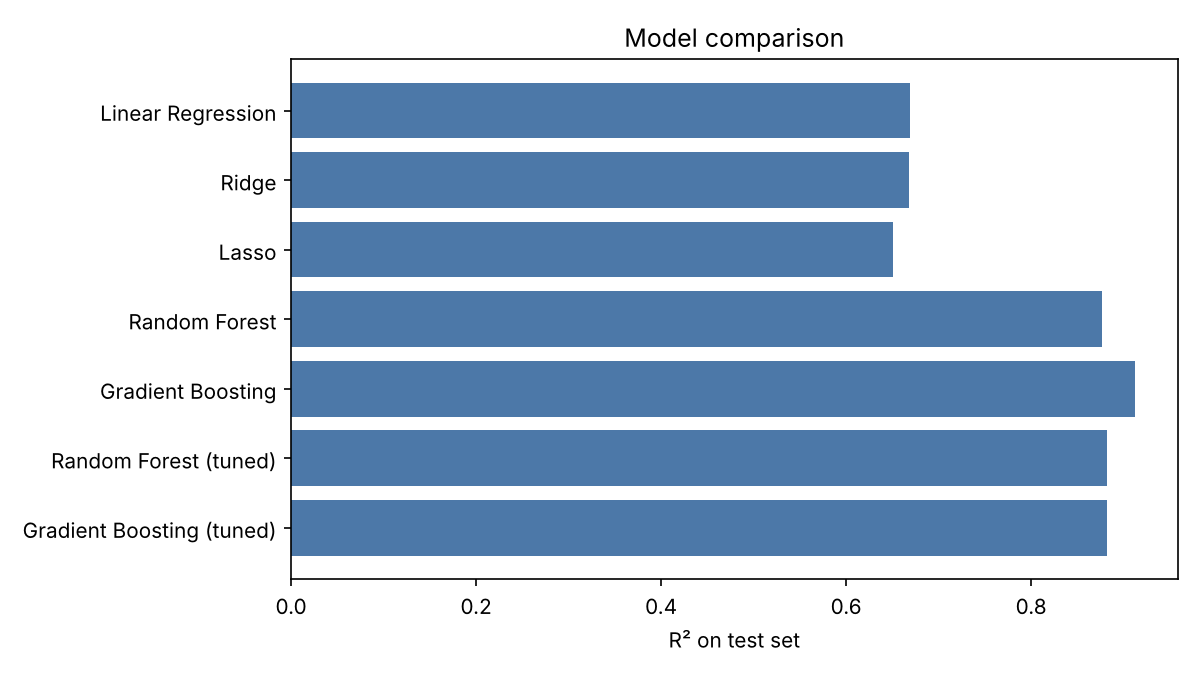 Model comparison
Linear Regression
Ridge
Lasso
Random Forest
Gradient Boosting
Random Forest (tuned)
Gradient Boosting (tuned)
0.0 0.2 0.4 0.6 0.8
R² on test set